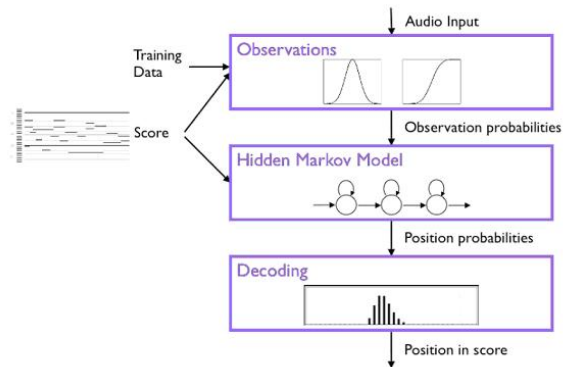 Audio Input
Observations
Training
Data
Score
Observation probabilities
Hidden Markov Model
Position probabilities
Decoding
Position in score